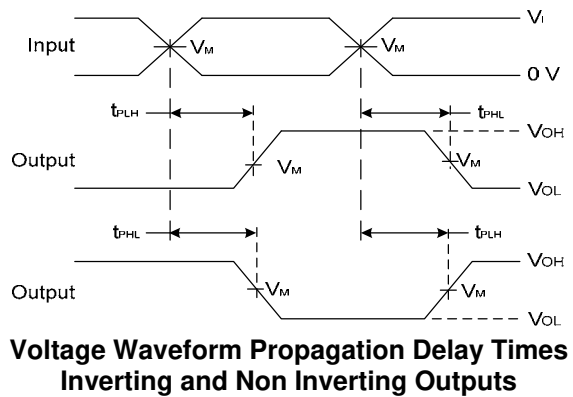 VI
Input
VM
VM
0 V
tPLH
tPHL
VOH
Output
VM
VM
VOL
tPHL
tPLH
VOH
Output
VM
VM
VOL
Voltage Waveform Propagation Delay Times
Inverting and Non Inverting Outputs